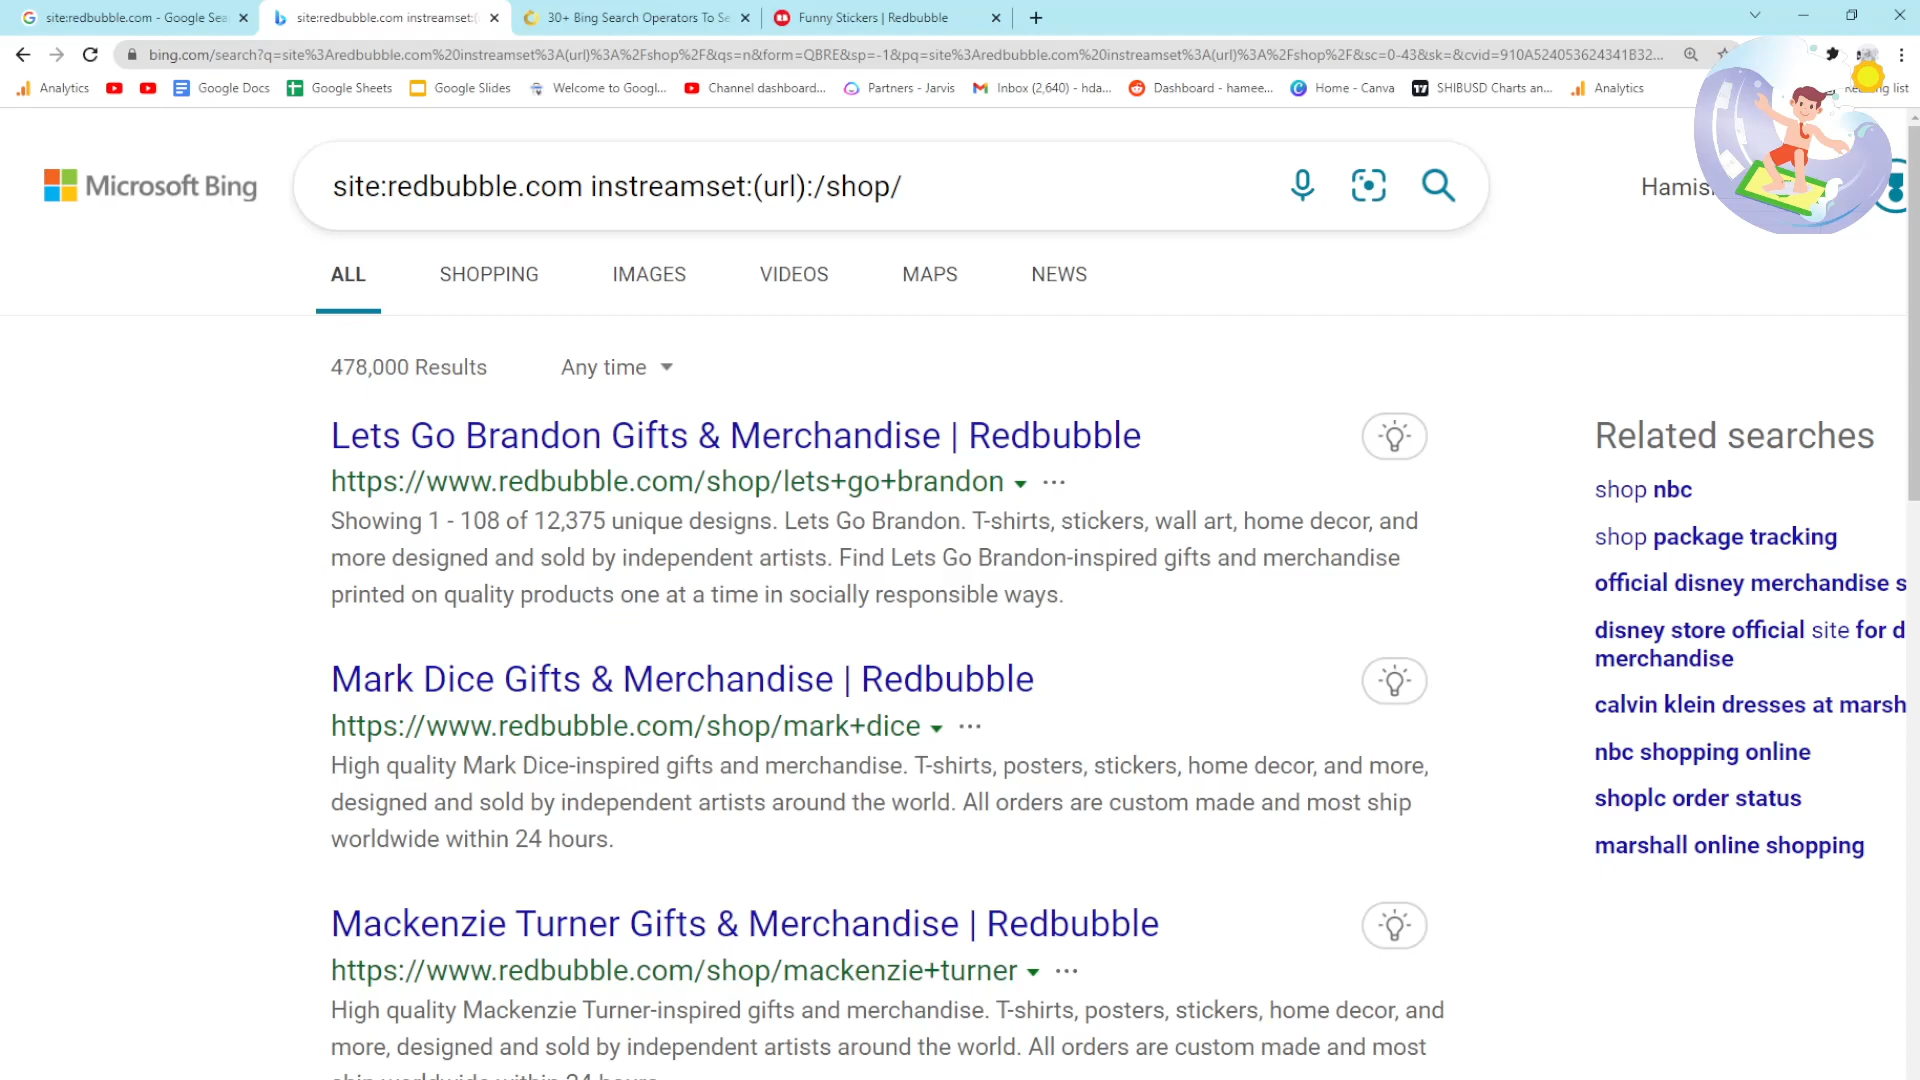 site:redbubble.com - Google Sea
site:redbubble.com instreamset:(
30+ Bing Search Operators To Se
Funny Stickers | Redbubble
bing.com/search?q=site%3Aredbubble.com%20instreamset%3A(url)%3A%2Fshop%2F&qs=n&form=QBRE&sp=-1&pq=site%3Aredbubble.com%20instreamset%3A(url)%3A%2Fshop%2F&sc=0-43&sk=&cvid=910A524053624341B32...
Analytics
Google Docs
Google Sheets
Google Slides
Welcome to Googl...
Channel dashboard...
Partners - Jarvis
Inbox (2,640) - hda...
Dashboard - hamee...
Home - Canva
SHIBUSD Charts an...
Analytics
list
Microsoft Bing
site:redbubble.com instreamset:(url):/shop/
Hamis
ALL
SHOPPING
IMAGES
VIDEOS
MAPS
NEWS
478,000 Results
Any time
Lets Go Brandon Gifts & Merchandise | Redbubble
https://www.redbubble.com/shop/lets+go+brandon
Showing 1 - 108 of 12,375 unique designs. Lets Go Brandon. T-shirts, stickers, wall art, home decor, and
more designed and sold by independent artists. Find Lets Go Brandon-inspired gifts and merchandise
printed on quality products one at a time in socially responsible ways.
Mark Dice Gifts & Merchandise | Redbubble
https://www.redbubble.com/shop/mark+dice
High quality Mark Dice-inspired gifts and merchandise. T-shirts, posters, stickers, home decor, and more,
designed and sold by independent artists around the world. All orders are custom made and most ship
worldwide within 24 hours.
Mackenzie Turner Gifts & Merchandise | Redbubble
https://www.redbubble.com/shop/mackenzie+turner
High quality Mackenzie Turner-inspired gifts and merchandise. T-shirts, posters, stickers, home decor, and
more, designed and sold by independent artists around the world. All orders are custom made and most
Related searches
shop nbc
shop package tracking
official disney merchandise s
disney store official site for d
merchandise
calvin klein dresses at marsh
nbc shopping online
shoplc order status
marshall online shopping